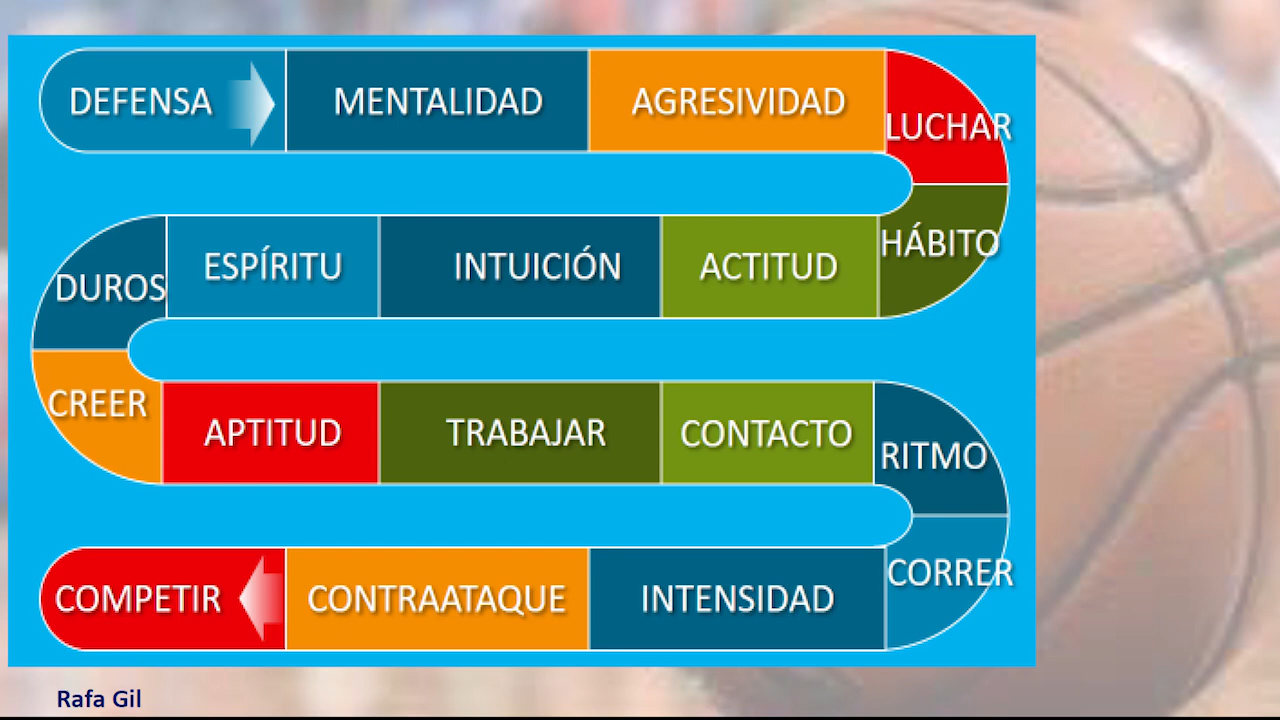 DEFENSA
MENTALIDAD
AGRESIVIDAD
LUCHAR
HÁBITO
ACTITUD
INTUICIÓN
ESPÍRITU
DUROS
CREER
APTITUD
TRABAJAR
CONTACTO
RITMO
CORRER
INTENSIDAD
CONTRAATAQUE
COMPETIR
Rafa Gil